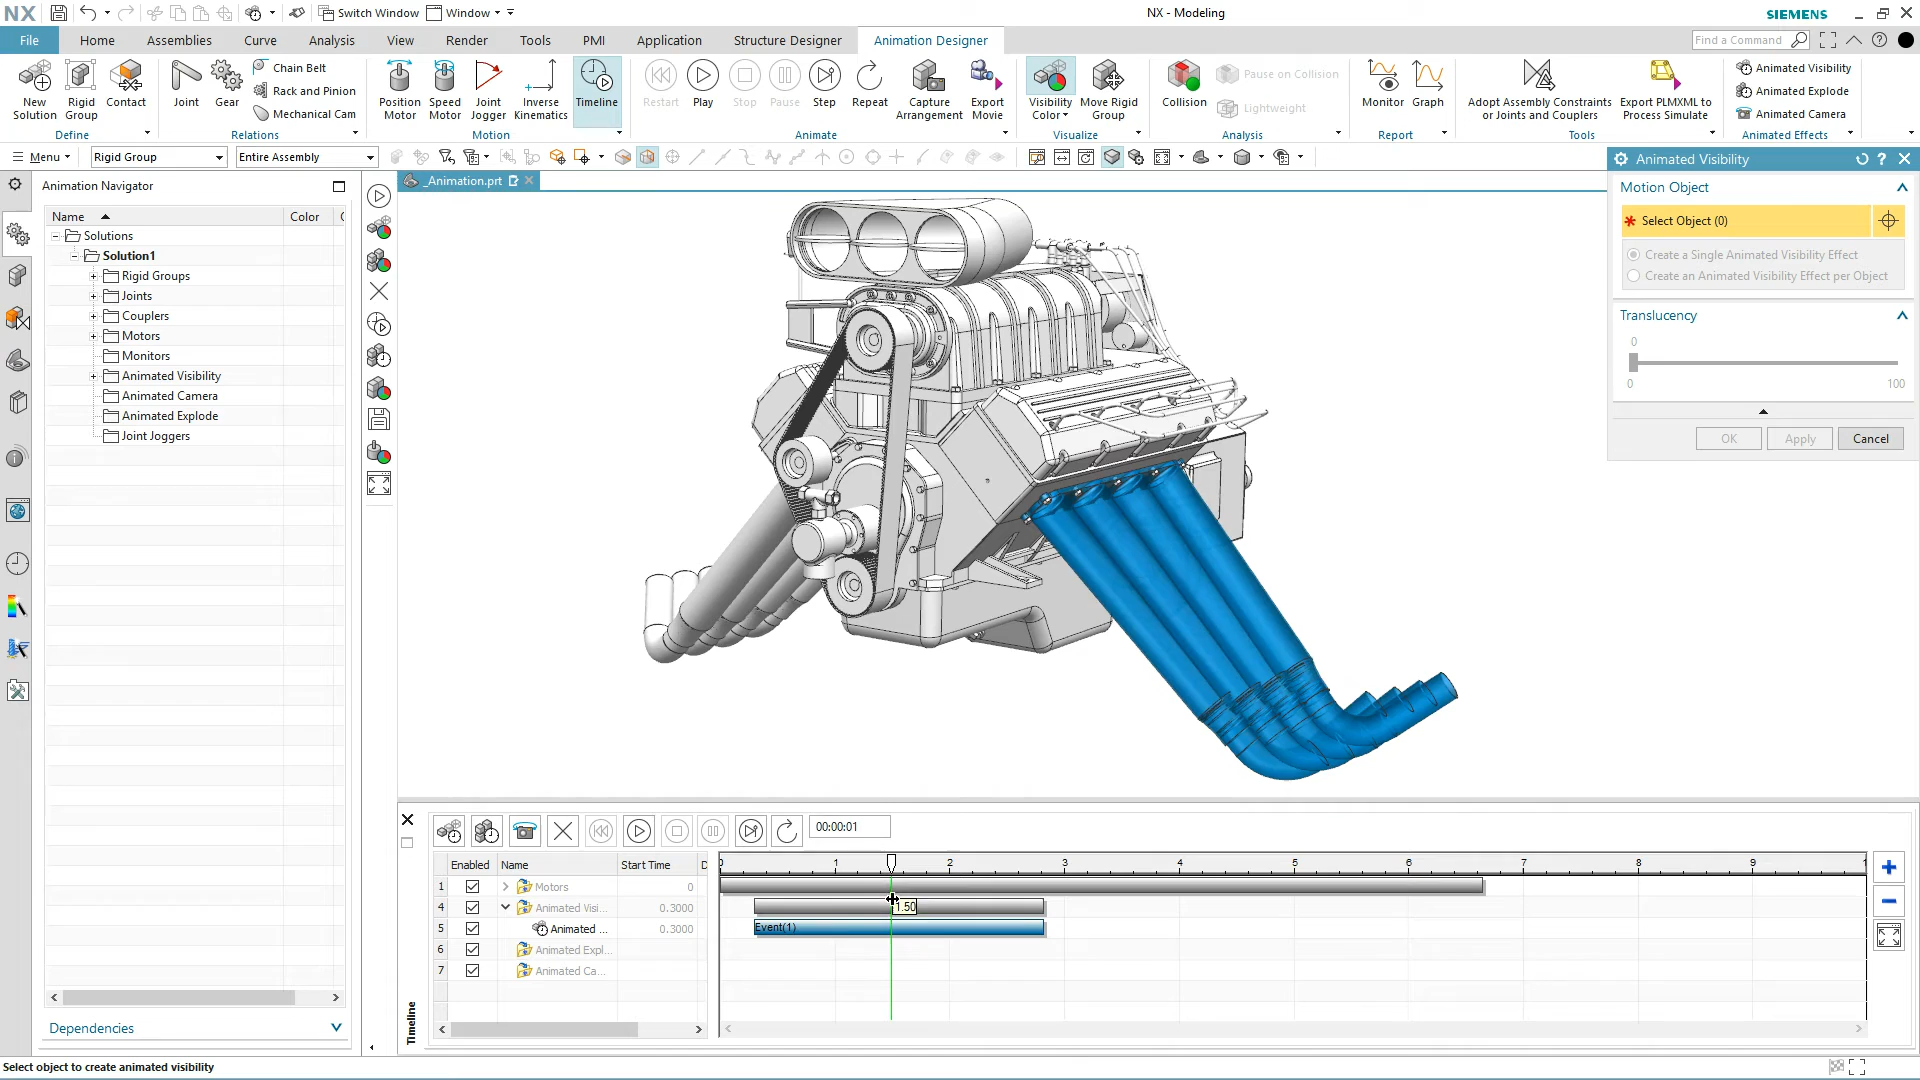 NX Switch Window Window NX - Modeling SIEMENS
File Home Assemblies Curve Analysis View Render Tools PMI Application Structure Designer Animation Designer Find a Command
New Solution Rigid Group Contact
Define
Joint Gear Chain Belt
Rack and Pinion
Mechanical Cam
Relations
Position Motor Speed Motor Joint Jogger Inverse Kinematics Timeline
Motion
Restart Play Stop Pause Step Repeat Capture Arrangement Export Movie
Animate
Visibility Color Move Rigid Group
Visualize
Collision Pause on Collision
Lightweight
Analysis
Monitor Graph
Report
Adopt Assembly Constraints or Joints and Couplers Export PLMXML to Process Simulate
Tools
Animated Visibility
Animated Explode
Animated Camera
Animated Effects
Menu Rigid Group Entire Assembly
Animation Navigator
Name Color
Solutions
Solution1
Rigid Groups
Joints
Couplers
Motors
Monitors
Animated Visibility
Animated Camera
Animated Explode
Joint Joggers
Dependencies
_Animation.prt
Animated Visibility
Motion Object
* Select Object (0)
Create a Single Animated Visibility Effect
Create an Animated Visibility Effect per Object
Translucency
0
0 100
OK Apply Cancel
Timeline
00:00:01
Enabled Name Start Time D
1 Motors 0
4 Animated Visi... 0.3000
5 Animated ... 0.3000
6 Animated Expl...
7 Animated Ca...
0 1 2 3 4 5 6 7 8 9 1
1.50
Event(1)
Select object to create animated visibility